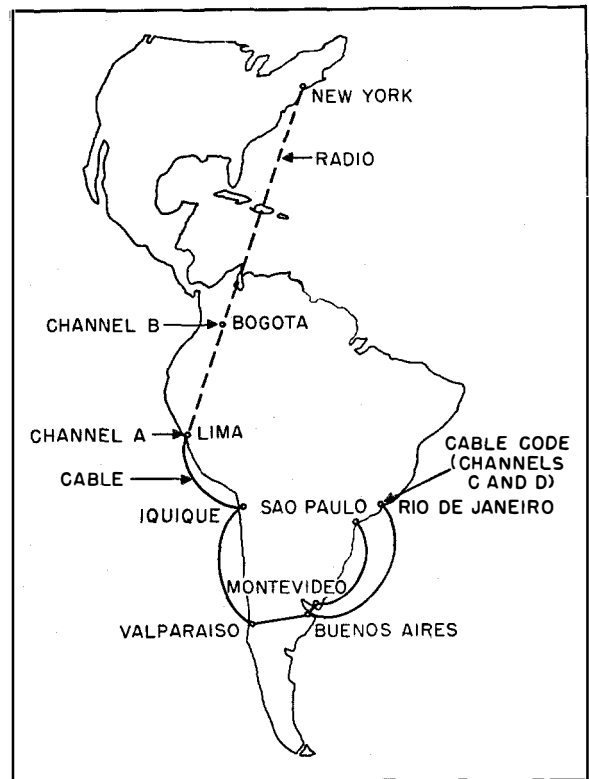 NEW YORK
RADIO
CHANNEL B
BOGOTA
CHANNEL A
LIMA
CABLE CODE
(CHANNELS
C AND D)
CABLE
IQUIQUE
SAO PAULO
RIO DE JANEIRO
MONTEVIDEO
VALPARAISO
BUENOS AIRES